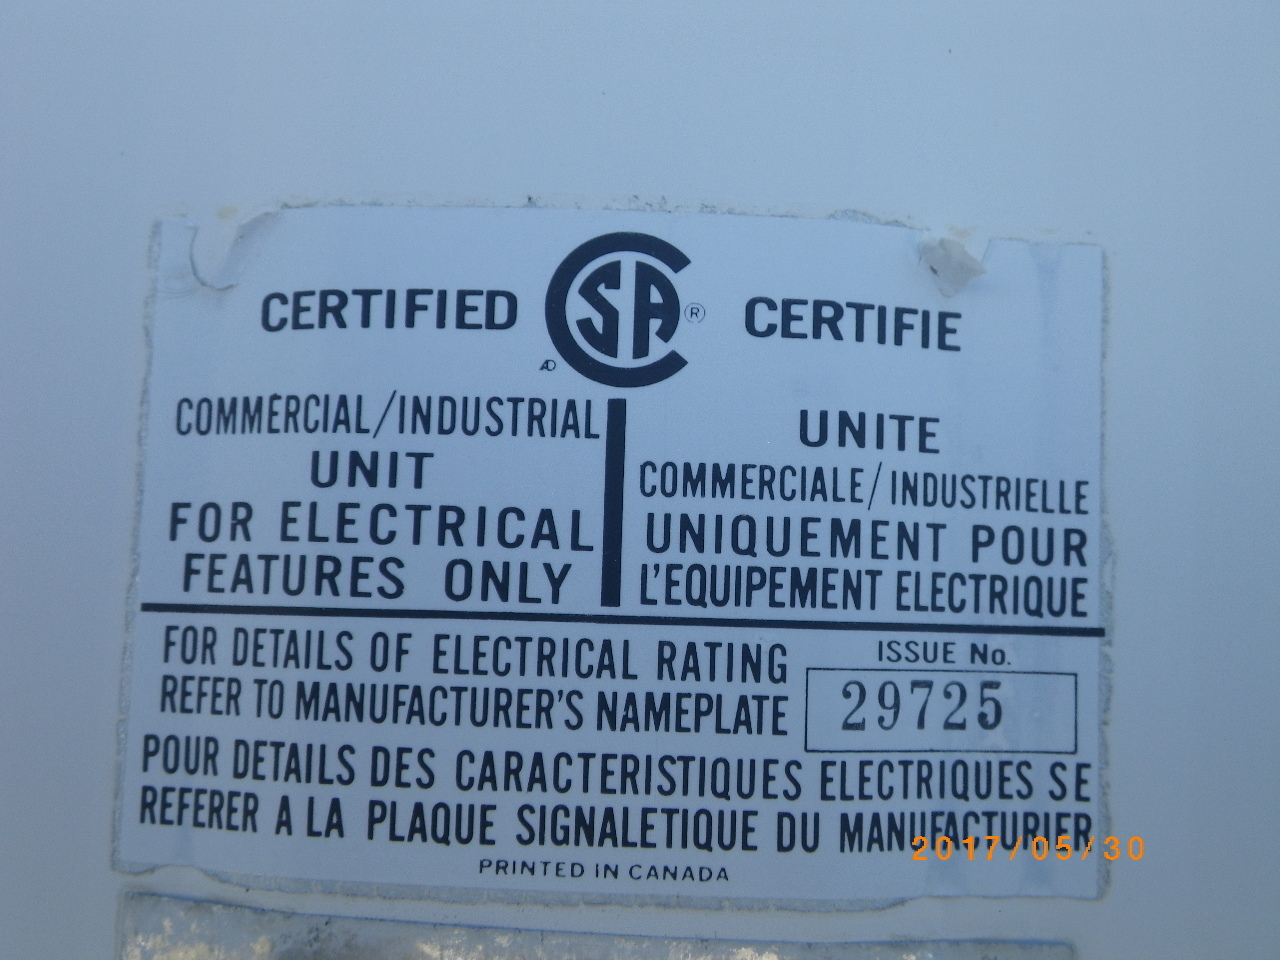 CERTIFIED CSA ® CERTIFIE
COMMERCIAL/INDUSTRIAL
UNIT
FOR ELECTRICAL
FEATURES ONLY
UNITE
COMMERCIALE/INDUSTRIELLE
UNIQUEMENT POUR
L'EQUIPEMENT ELECTRIQUE
FOR DETAILS OF ELECTRICAL RATING
REFER TO MANUFACTURER'S NAMEPLATE
ISSUE No.
29725
POUR DETAILS DES CARACTERISTIQUES ELECTRIQUES SE
REFERER A LA PLAQUE SIGNALETIQUE DU MANUFACTURIER
PRINTED IN CANADA
2017/05/30